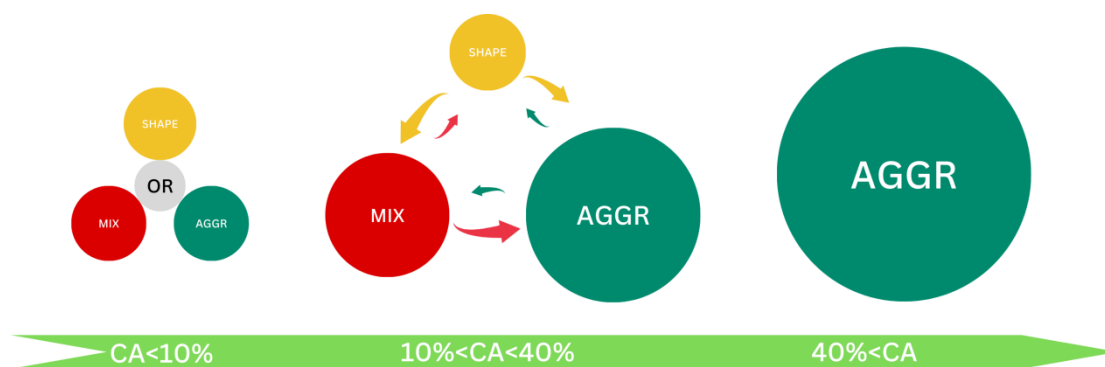 SHAPE
OR
MIX
AGGR
SHAPE
MIX
AGGR
AGGR
CA<10%
10%<CA<40%
40%<CA